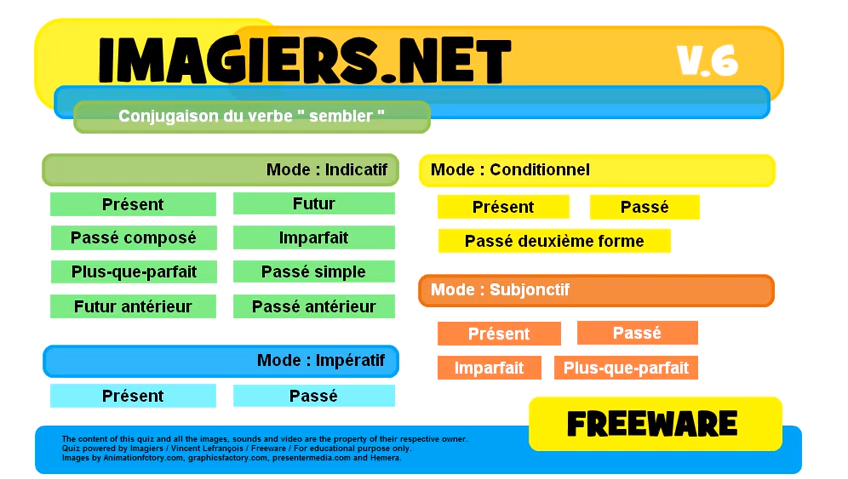 IMAGIERS.NET
V.6
Conjugaison du verbe " sembler "
Mode : Indicatif
Présent
Futur
Passé composé
Imparfait
Plus-que-parfait
Passé simple
Futur antérieur
Passé antérieur
Mode : Impératif
Présent
Passé
Mode : Conditionnel
Présent
Passé
Passé deuxième forme
Mode : Subjonctif
Présent
Passé
Imparfait
Plus-que-parfait
FREEWARE
The content of this quiz and all the images, sounds and video are the property of their respective owner.
Quiz powered by Imagiers / Vincent Lefrançois / Freeware / For educational purpose only.
Images by Animationfctory.com, graphicsfactory.com, presentermedia.com and Hemera.